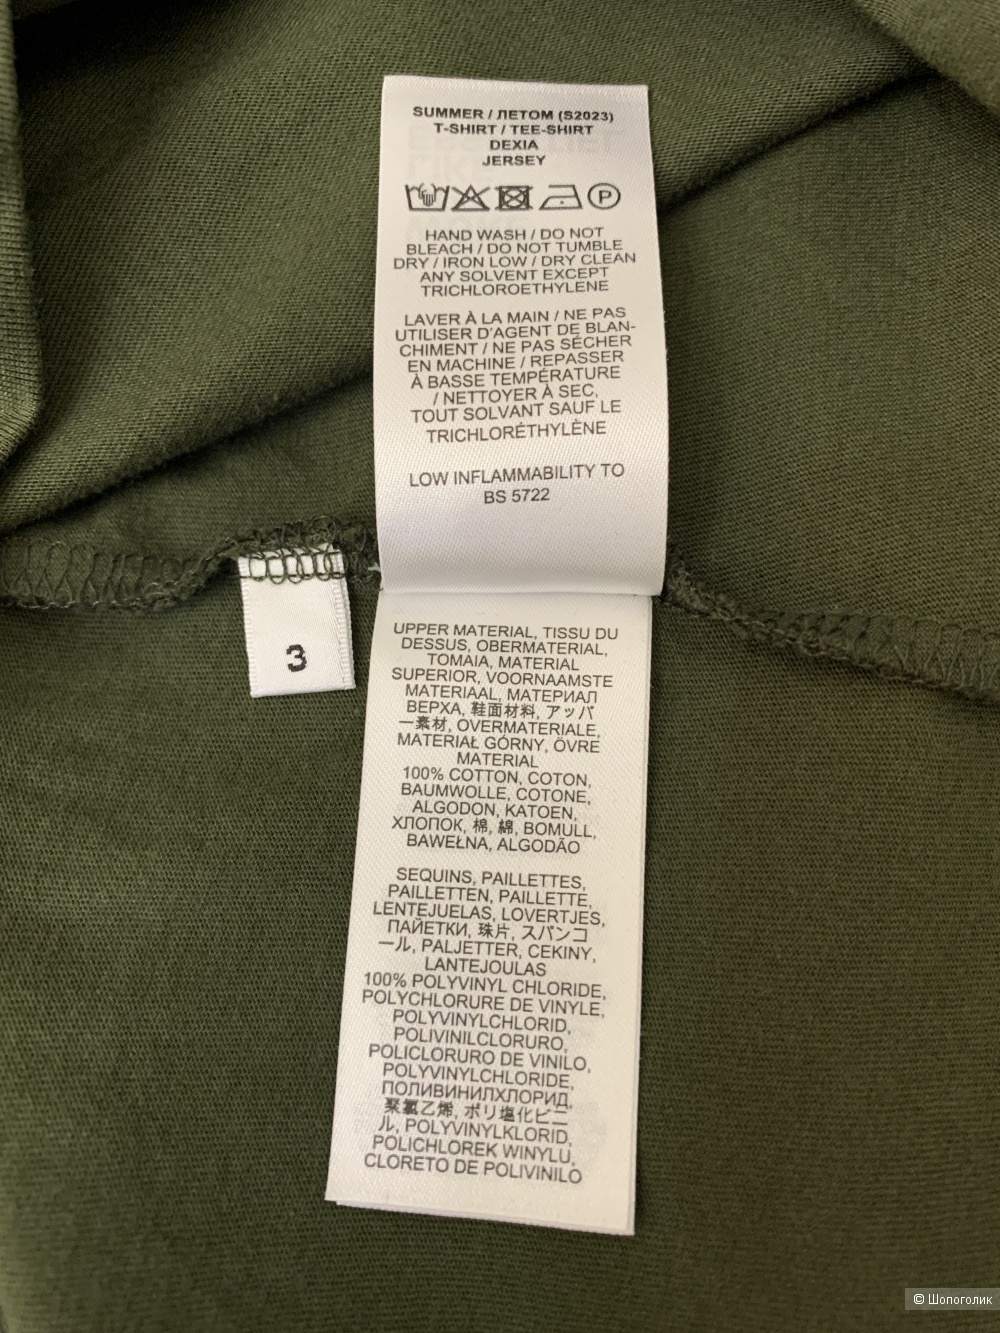 SUMMER / ЛЕТОМ (S2023)
T-SHIRT / TEE-SHIRT
DEXIA
JERSEY
P
HAND WASH / DO NOT
BLEACH / DO NOT TUMBLE
DRY / IRON LOW / DRY CLEAN
ANY SOLVENT EXCEPT
TRICHLOROETHYLENE
LAVER À LA MAIN / NE PAS
UTILISER D'AGENT DE BLAN-
CHIMENT / NE PAS SÉCHER
EN MACHINE / REPASSER
À BASSE TEMPÉRATURE
/ NETTOYER À SEC,
TOUT SOLVANT SAUF LE
TRICHLORÉTHYLÈNE
LOW INFLAMMABILITY TO
BS 5722
3
UPPER MATERIAL, TISSU DU
DESSUS, OBERMATERIAL,
TOMAIA, MATERIAL
SUPERIOR, VOORNAAMSTE
MATERIAAL, МАТЕРИАЛ
ВЕРХА, 鞋面材料, アッパ
ー素材, OVERMATERIALE,
MATERIAŁ GÓRNY, ÖVRE
MATERIAL
100% COTTON, COTON,
BAUMWOLLE, COTONE,
ALGODON, KATOEN,
ХЛОПОК, 棉, 綿, BOMULL,
BAWEŁNA, ALGODÃO
SEQUINS, PAILLETTES,
PAILLETTEN, PAILLETTE,
LENTEJUELAS, LOVERTJES,
ПАЙЕТКИ, 珠片, スパンコ
ール, PALJETTER, CEKINY,
LANTEJOULAS
100% POLYVINYL CHLORIDE,
POLYCHLORURE DE VINYLE,
POLYVINYLCHLORID,
POLIVINILCLORURO,
POLICLORURO DE VINILO,
POLYVINYLCHLORIDE,
ПОЛИВИНИЛХЛОРИД,
聚氯乙烯, ポリ塩化ビニ
ル, POLYVINYLKLORID,
POLICHLOREK WINYLU,
CLORETO DE POLIVINILO
© Шопоголик